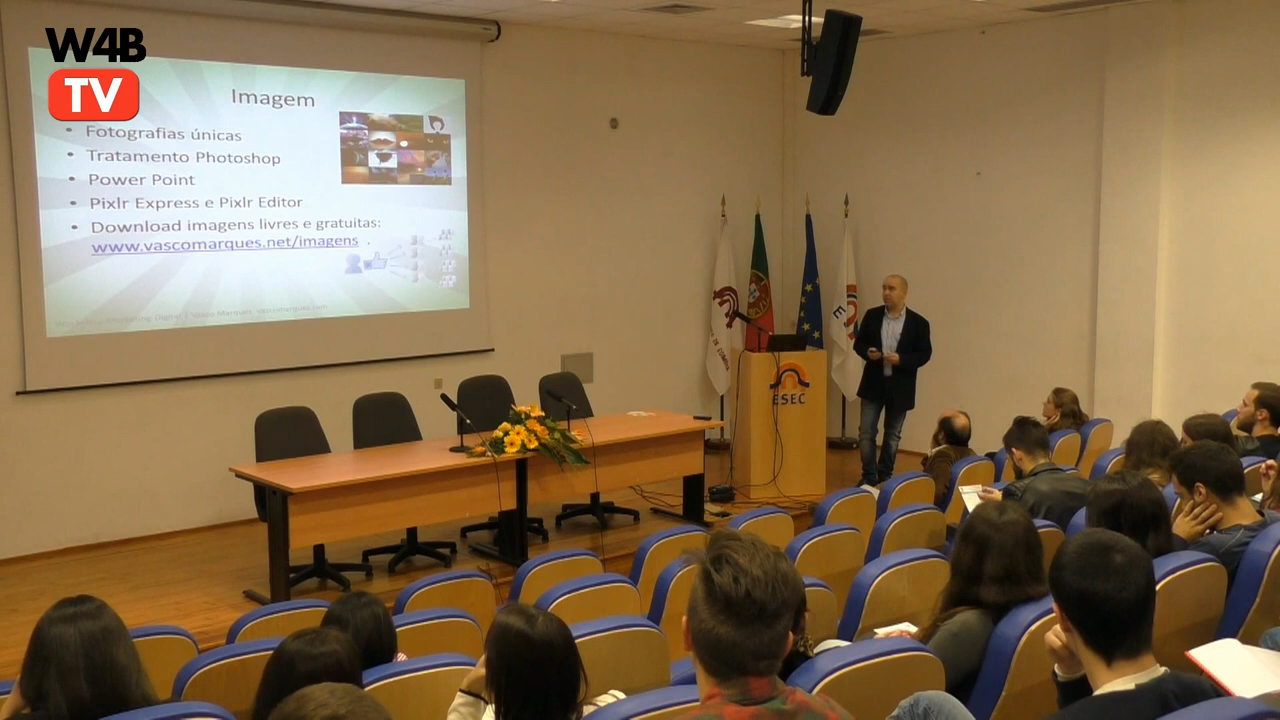 W4B
TV
Imagem
• Fotografias únicas
• Tratamento Photoshop
• Power Point
• Pixlr Express e Pixlr Editor
• Download imagens livres e gratuitas:
www.vascomarques.net/imagens .
ESEC